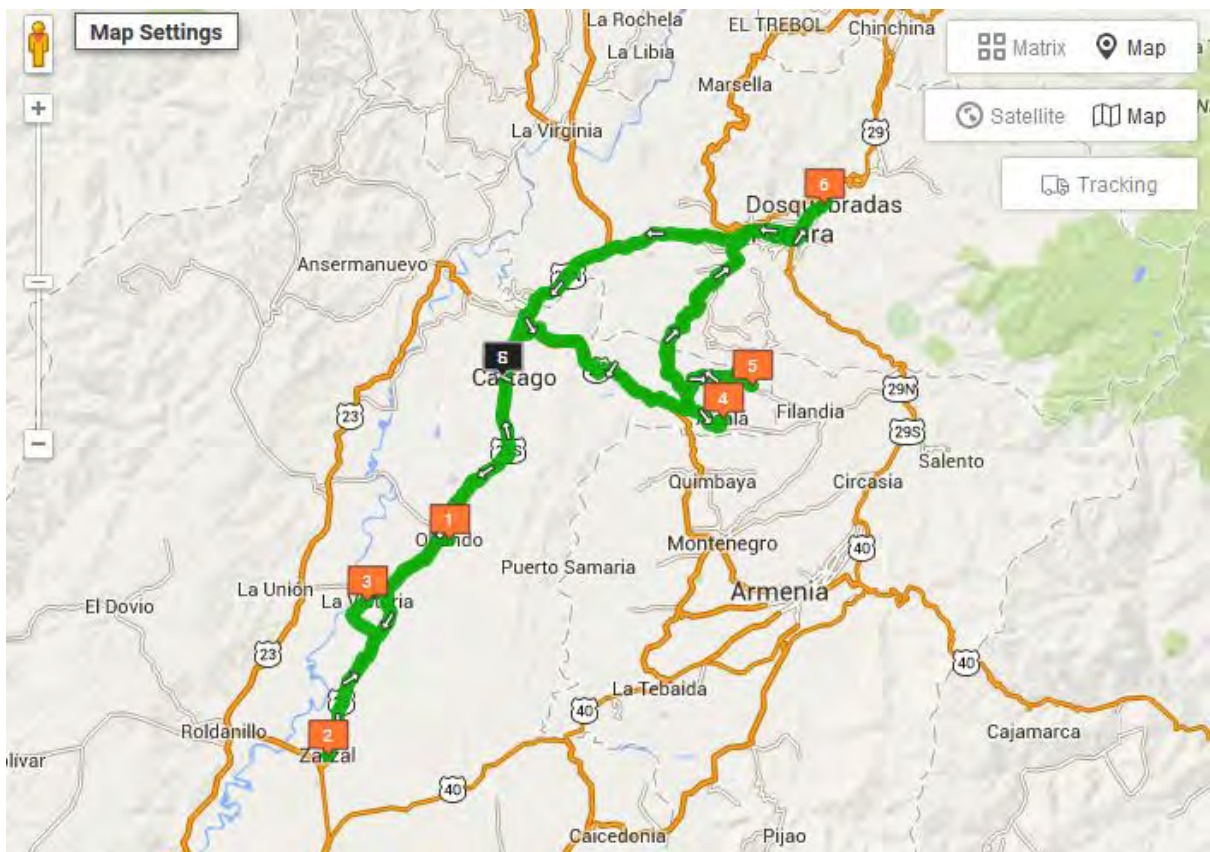 Map Settings
La Rochela
EL TREBOL
Chinchina
La Libia
Matrix
Map
Marsella
Satellite
Map
La Virginia
29
Tracking
6
Dosquebradas
Ansermanuevo
5
Cartago
4
29N
23
Filandia
29S
Salento
Quimbaya
Circasia
1
Montenegro
40
Puerto Samaria
3
La Unión
Armenia
El Dovio
23
40
La Tebaida
Roldanillo
40
2
Zarzal
Cajamarca
40
Caicedonia
Pijao